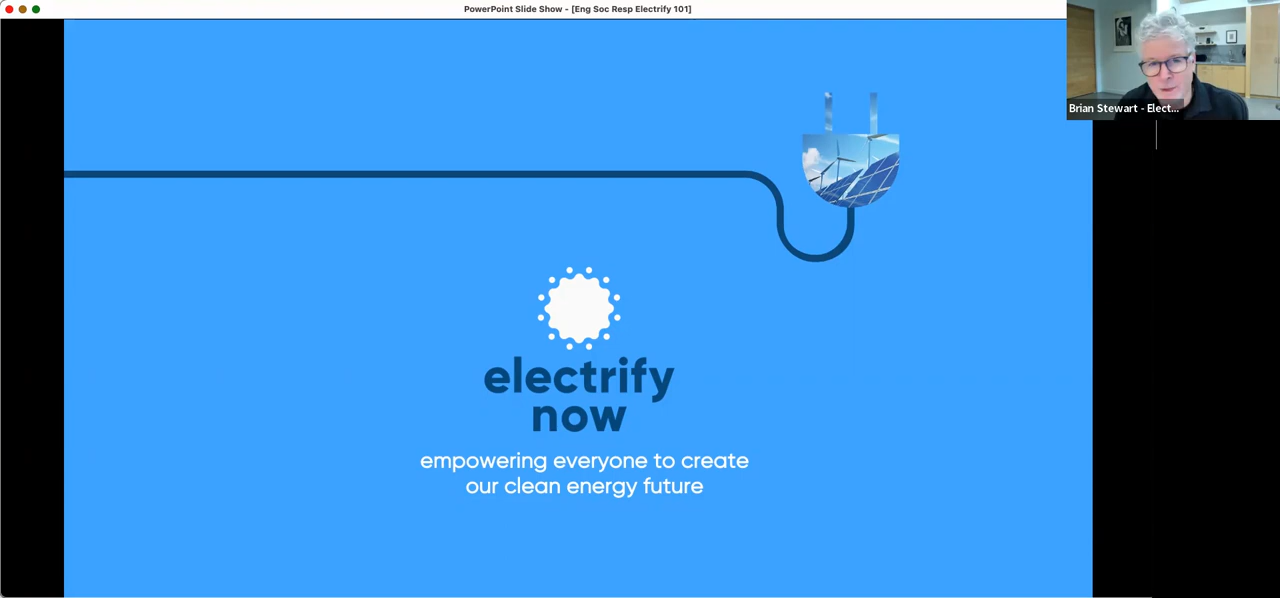 PowerPoint Slide Show - [Eng Soc Resp Electrify 101]
Brian Stewart - Elect...
electrify
now
empowering everyone to create
our clean energy future